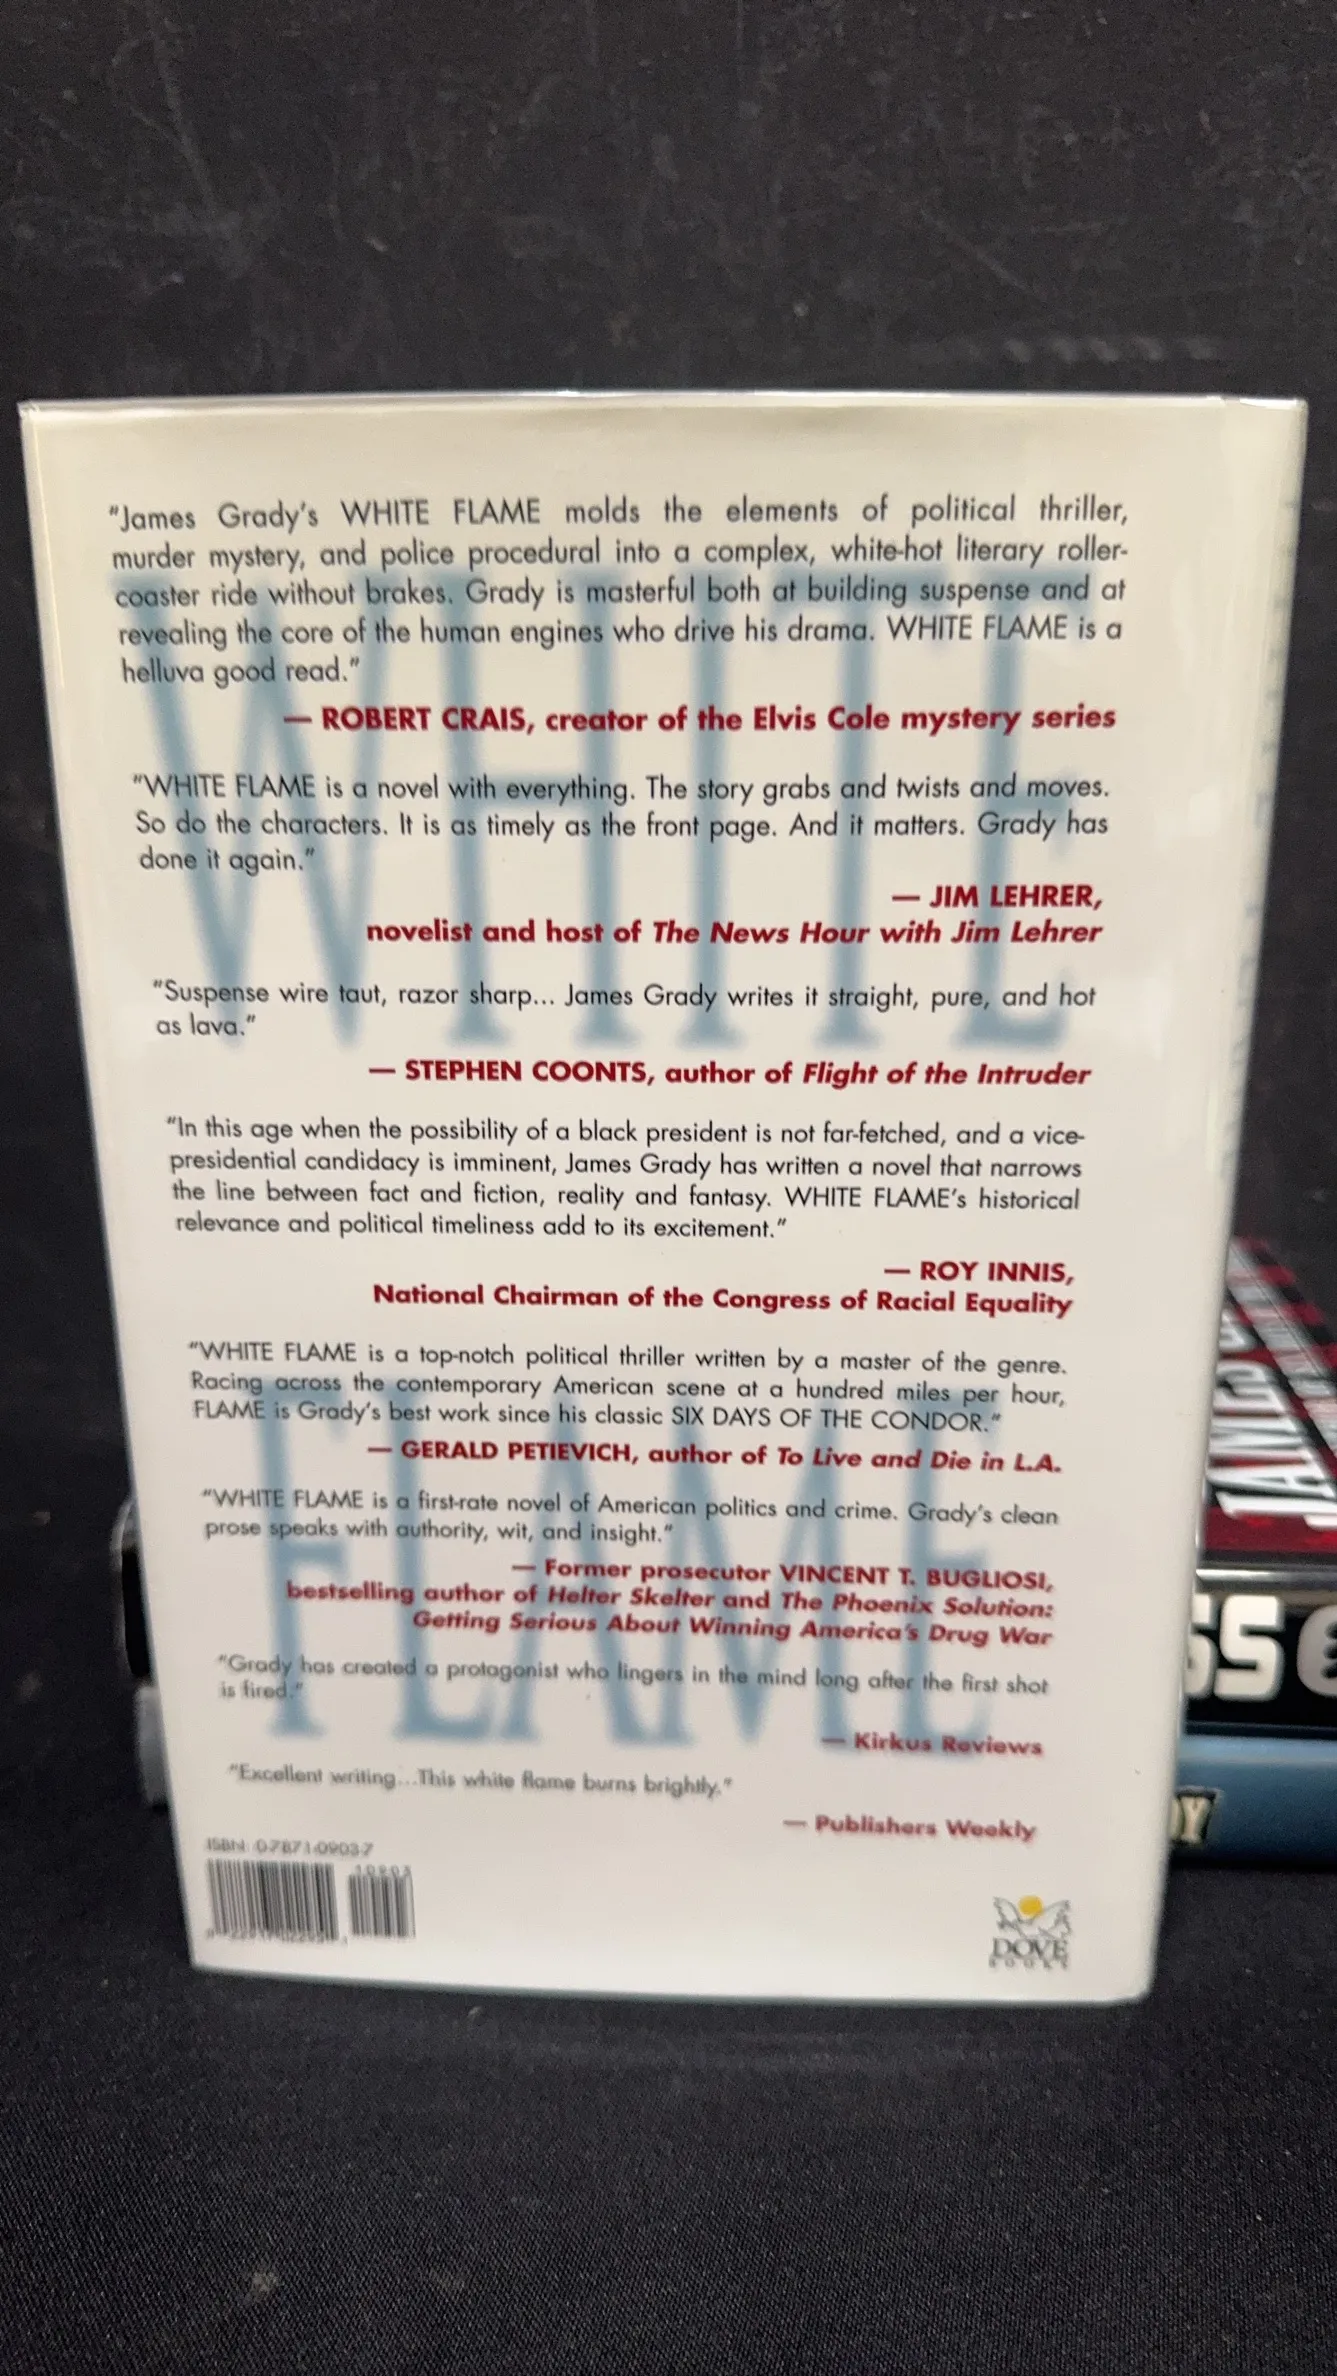 "James Grady's WHITE FLAME molds the elements of political thriller,
murder mystery, and police procedural into a complex, white-hot literary roller-
coaster ride without brakes. Grady is masterful both at building suspense and at
revealing the core of the human engines who drive his drama. WHITE FLAME is a
helluva good read."
— ROBERT CRAIS, creator of the Elvis Cole mystery series
"WHITE FLAME is a novel with everything. The story grabs and twists and moves.
So do the characters. It is as timely as the front page. And it matters. Grady has
done it again."
— JIM LEHRER,
novelist and host of The News Hour with Jim Lehrer
"Suspense wire taut, razor sharp... James Grady writes it straight, pure, and hot
as lava."
— STEPHEN COONTS, author of Flight of the Intruder
"In this age when the possibility of a black president is not far-fetched, and a vice-
presidential candidacy is imminent, James Grady has written a novel that narrows
the line between fact and fiction, reality and fantasy. WHITE FLAME's historical
relevance and political timeliness add to its excitement."
— ROY INNIS,
National Chairman of the Congress of Racial Equality
"WHITE FLAME is a top-notch political thriller written by a master of the genre.
Racing across the contemporary American scene at a hundred miles per hour,
FLAME is Grady's best work since his classic SIX DAYS OF THE CONDOR."
— GERALD PETIEVICH, author of To Live and Die in L.A.
"WHITE FLAME is a first-rate novel of American politics and crime. Grady's clean
prose speaks with authority, wit, and insight."
— Former prosecutor VINCENT T. BUGLIOSI,
bestselling author of Helter Skelter and The Phoenix Solution:
Getting Serious About Winning America's Drug War
"Grady has created a protagonist who lingers in the mind long after the first shot
is fired."
— Kirkus Reviews
"Excellent writing...This white flame burns brightly."
— Publishers Weekly
ISBN: 0-7871-0903-7
10903
DOVE
BOOKS
WHITE
FLAME